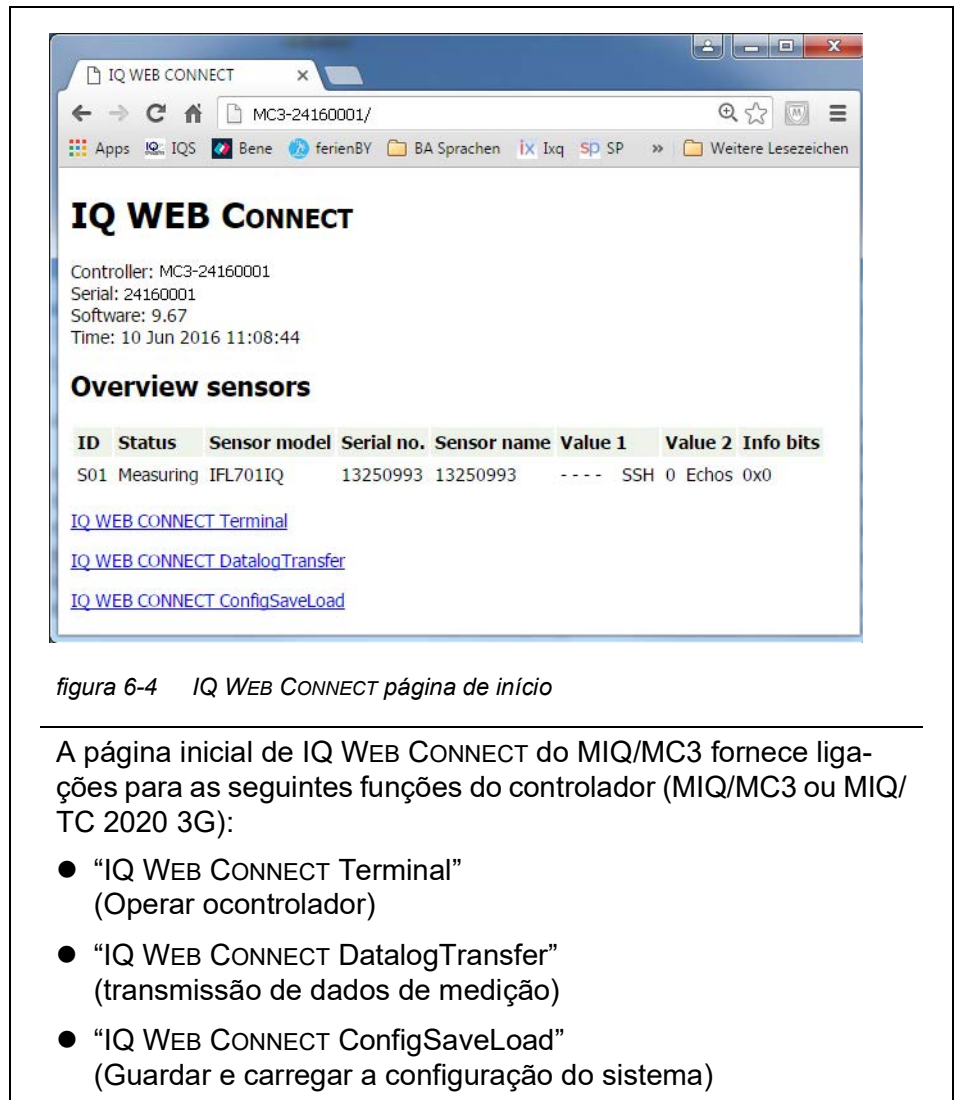 IQ WEB CONNECT
MC3-24160001/
Apps IQS Bene ferienBY BA Sprachen Ixq SP SP » Weitere Lesezeichen
IQ WEB CONNECT
Controller: MC3-24160001
Serial: 24160001
Software: 9.67
Time: 10 Jun 2016 11:08:44
Overview sensors
ID Status Sensor model Serial no. Sensor name Value 1 Value 2 Info bits
S01 Measuring IFL701IQ 13250993 13250993 - - - - SSH 0 Echos 0x0
IQ WEB CONNECT Terminal
IQ WEB CONNECT DatalogTransfer
IQ WEB CONNECT ConfigSaveLoad
figura 6-4 IQ WEB CONNECT página de início
A página inicial de IQ WEB CONNECT do MIQ/MC3 fornece liga-
ções para as seguintes funções do controlador (MIQ/MC3 ou MIQ/
TC 2020 3G):
● “IQ WEB CONNECT Terminal”
(Operar ocontrolador)
● “IQ WEB CONNECT DatalogTransfer”
(transmissão de dados de medição)
● “IQ WEB CONNECT ConfigSaveLoad”
(Guardar e carregar a configuração do sistema)